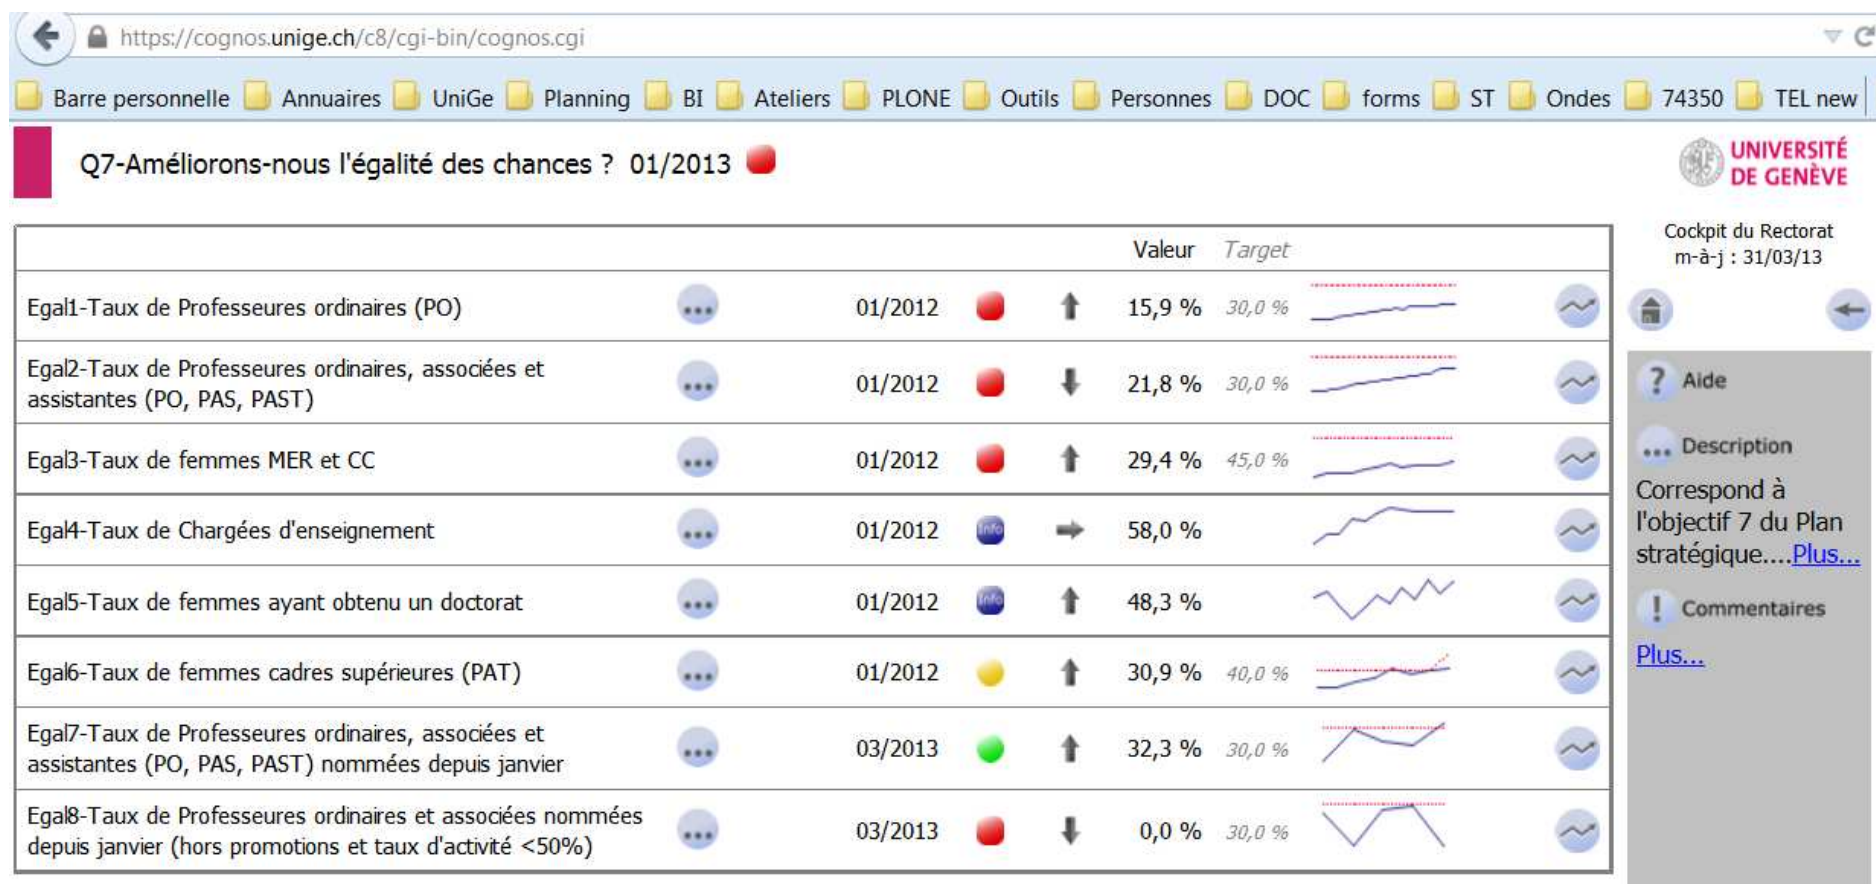 https://cognos.unige.ch/c8/cgi-bin/cognos.cgi
Barre personnelle Annuaires UniGe Planning BI Ateliers PLONE Outils Personnes DOC forms ST Ondes 74350 TEL new
Q7-Améliorons-nous l'égalité des chances ? 01/2013
UNIVERSITÉ
DE GENÈVE
Cockpit du Rectorat
m-à-j : 31/03/13
Valeur Target
Egal1-Taux de Professeures ordinaires (PO) ... 01/2012 15,9 % 30,0 %
Egal2-Taux de Professeures ordinaires, associées et
assistantes (PO, PAS, PAST) ... 01/2012 21,8 % 30,0 %
Egal3-Taux de femmes MER et CC ... 01/2012 29,4 % 45,0 %
Egal4-Taux de Chargées d'enseignement ... 01/2012 Info 58,0 %
Egal5-Taux de femmes ayant obtenu un doctorat ... 01/2012 Info 48,3 %
Egal6-Taux de femmes cadres supérieures (PAT) ... 01/2012 30,9 % 40,0 %
Egal7-Taux de Professeures ordinaires, associées et
assistantes (PO, PAS, PAST) nommées depuis janvier ... 03/2013 32,3 % 30,0 %
Egal8-Taux de Professeures ordinaires et associées nommées
depuis janvier (hors promotions et taux d'activité <50%) ... 03/2013 0,0 % 30,0 %
? Aide
... Description
Correspond à
l'objectif 7 du Plan
stratégique....Plus...
! Commentaires
Plus...